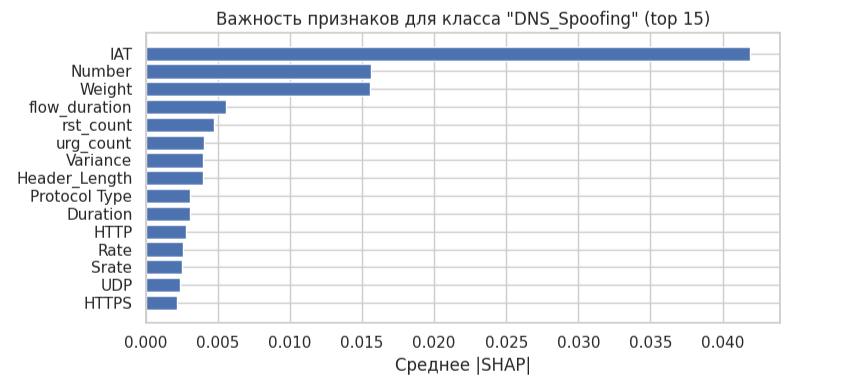 Важность признаков для класса "DNS_Spoofing" (top 15)
IAT
Number
Weight
flow_duration
rst_count
urg_count
Variance
Header_Length
Protocol Type
Duration
HTTP
Rate
Srate
UDP
HTTPS
0.000 0.005 0.010 0.015 0.020 0.025 0.030 0.035 0.040
Среднее |SHAP|